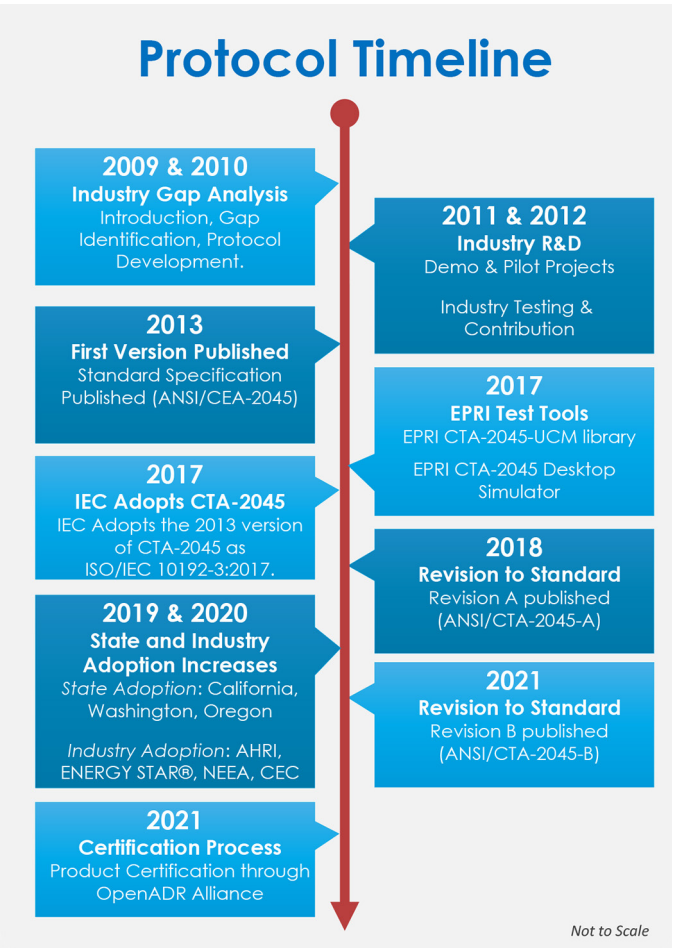 Protocol Timeline
2009 & 2010
Industry Gap Analysis
Introduction, Gap
Identification, Protocol
Development.
2011 & 2012
Industry R&D
Demo & Pilot Projects
Industry Testing &
Contribution
2013
First Version Published
Standard Specification
Published (ANSI/CEA-2045)
2017
EPRI Test Tools
EPRI CTA-2045-UCM library
EPRI CTA-2045 Desktop
Simulator
2017
IEC Adopts CTA-2045
IEC Adopts the 2013 version
of CTA-2045 as
ISO/IEC 10192-3:2017.
2018
Revision to Standard
Revision A published
(ANSI/CTA-2045-A)
2019 & 2020
State and Industry
Adoption Increases
State Adoption: California,
Washington, Oregon
Industry Adoption: AHRI,
ENERGY STAR®, NEEA, CEC
2021
Revision to Standard
Revision B published
(ANSI/CTA-2045-B)
2021
Certification Process
Product Certification through
OpenADR Alliance
Not to Scale